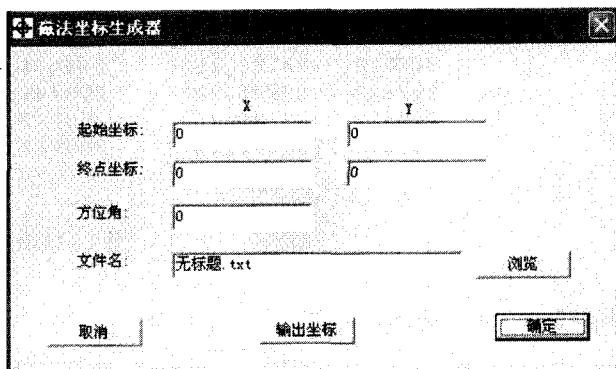 磁法坐标生成器
X Y
起始坐标: 0 0
终点坐标: 0 0
方位角: 0
文件名: 无标题.txt 浏览
取消 输出坐标 确定